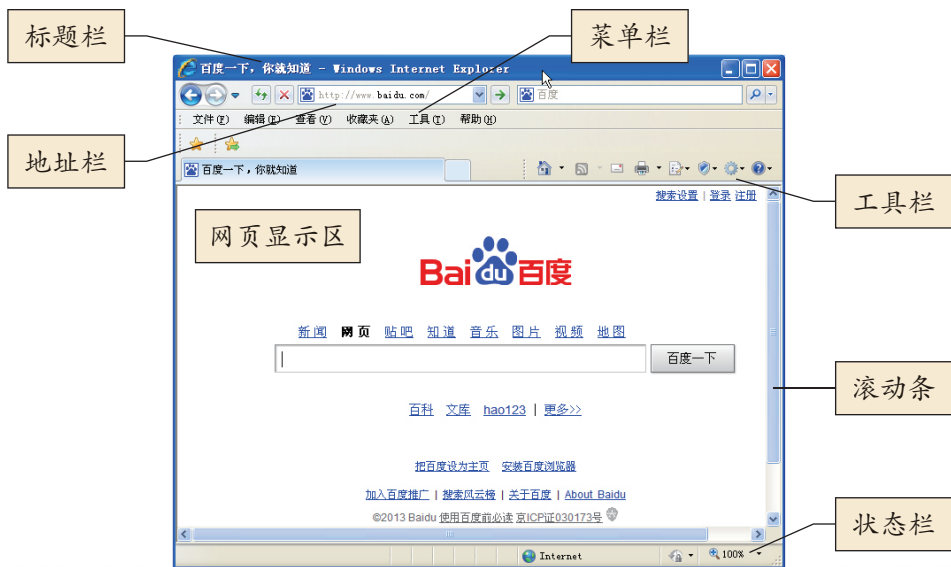 标题栏
菜单栏
百度一下，你就知道 - Windows Internet Explorer
http://www.baidu.com/
百度
文件(F) 编辑(E) 查看(V) 收藏夹(A) 工具(T) 帮助(H)
地址栏
百度一下，你就知道
工具栏
搜索设置 | 登录 注册
网页显示区
Bai du 百度
新闻 网页 贴吧 知道 音乐 图片 视频 地图
百度一下
滚动条
百科 文库 hao123 | 更多>>
把百度设为主页 安装百度浏览器
加入百度推广 | 搜索风云榜 | 关于百度 | About Baidu
©2013 Baidu 使用百度前必读 京ICP证030173号
状态栏
Internet
100%